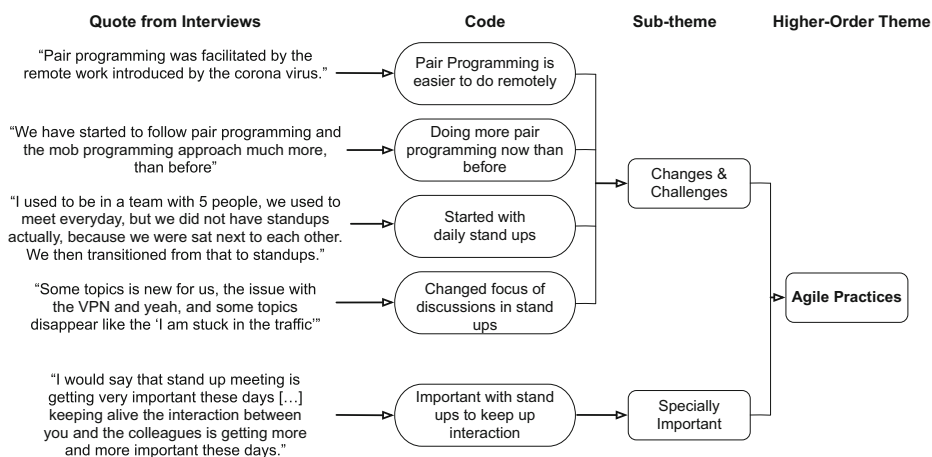 Quote from Interviews
Code
Sub-theme
Higher-Order Theme
“Pair programming was facilitated by the
remote work introduced by the corona virus.”
Pair Programming is
easier to do remotely
“We have started to follow pair programming and
the mob programming approach much more,
than before”
Doing more pair
programming now than
before
“I used to be in a team with 5 people, we used to
meet everyday, but we did not have standups
actually, because we were sat next to each other.
We then transitioned from that to standups.”
Started with
daily stand ups
“Some topics is new for us, the issue with
the VPN and yeah, and some topics
disappear like the ‘I am stuck in the traffic’”
Changed focus of
discussions in stand
ups
Changes &
Challenges
“I would say that stand up meeting is
getting very important these days […]
keeping alive the interaction between
you and the colleagues is getting more
and more important these days.”
Important with stand
ups to keep up
interaction
Specially
Important
Agile Practices